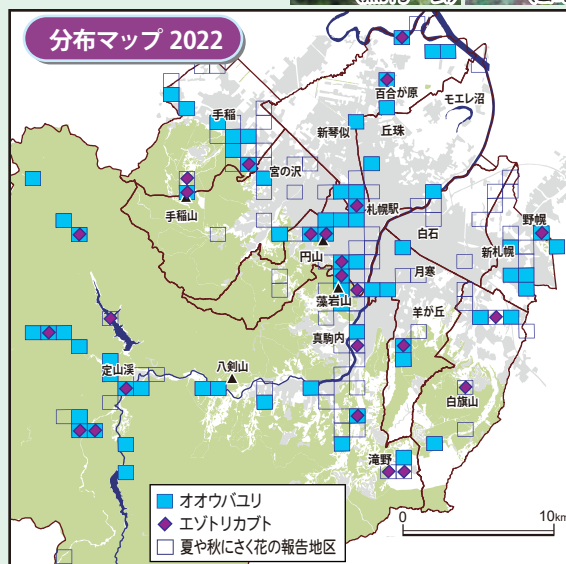 分布マップ 2022
百合が原
モエレ沼
手稲
新琴似
丘珠
宮の沢
手稲山
札幌駅
野幌
白石
新札幌
円山
月寒
藻岩山
羊が丘
真駒内
定山渓
八剣山
白旗山
滝野
オオウバユリ
エゾトリカブト
夏や秋にさく花の報告地区
0
10km